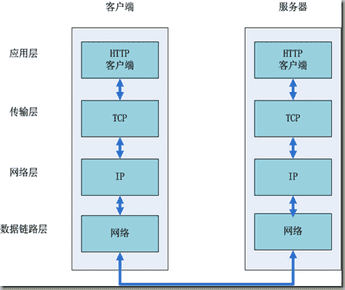 客户端 服务器
应用层 HTTP HTTP
客户端 客户端
传输层 TCP TCP
网络层 IP IP
数据链路层 网络 网络